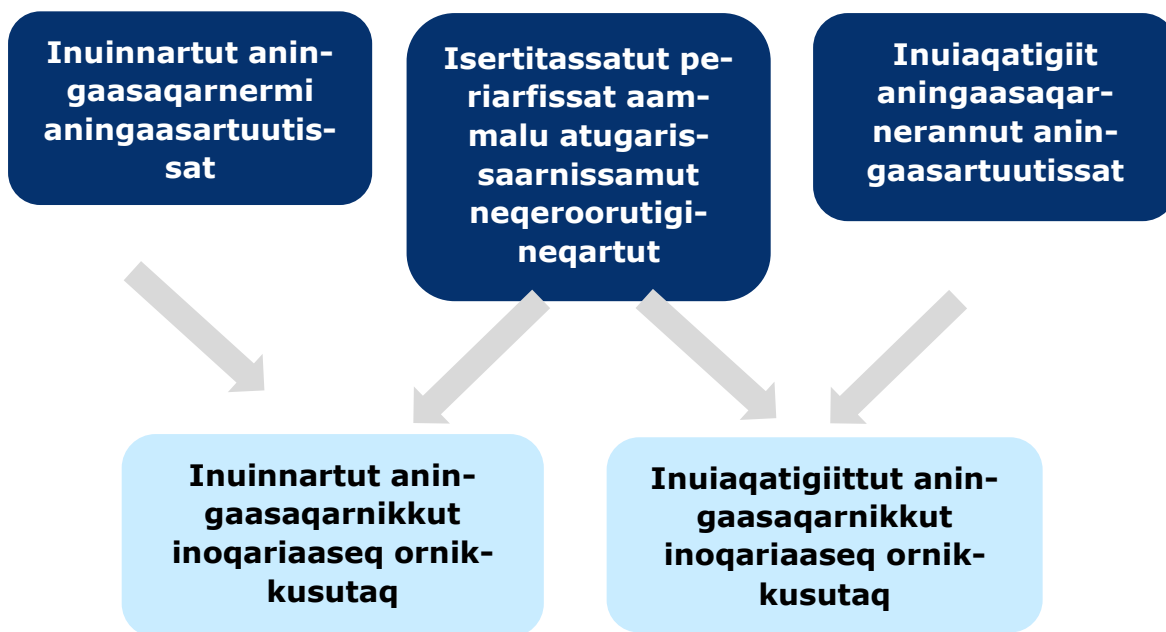 Inuinnartut anin-
gaasaqarnermi
aningaasartuutis-
sat
Isertitassatut pe-
riarfissat aam-
malu atugaris-
saarnissamut
neqeroorutigi-
neqartut
Inuiaqatigiit
aningaasaqar-
nerannut anin-
gaasartuutissat
Inuinnartut anin-
gaasaqarnikkut
inoqariaaseq ornik-
kusutaq
Inuiaqatigiittut anin-
gaasaqarnikkut
inoqariaaseq ornik-
kusutaq